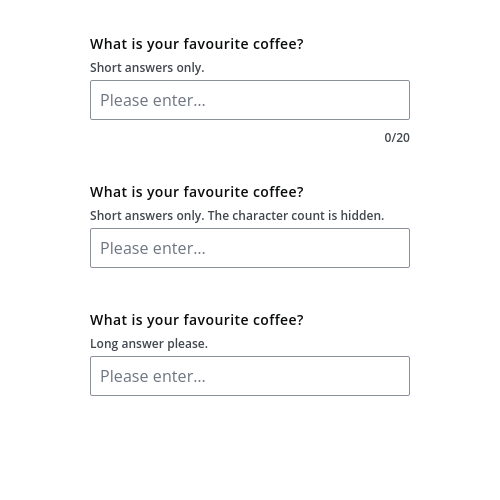 What is your favourite coffee?
Short answers only.
Please enter...
0/20
What is your favourite coffee?
Short answers only. The character count is hidden.
Please enter...
What is your favourite coffee?
Long answer please.
Please enter...